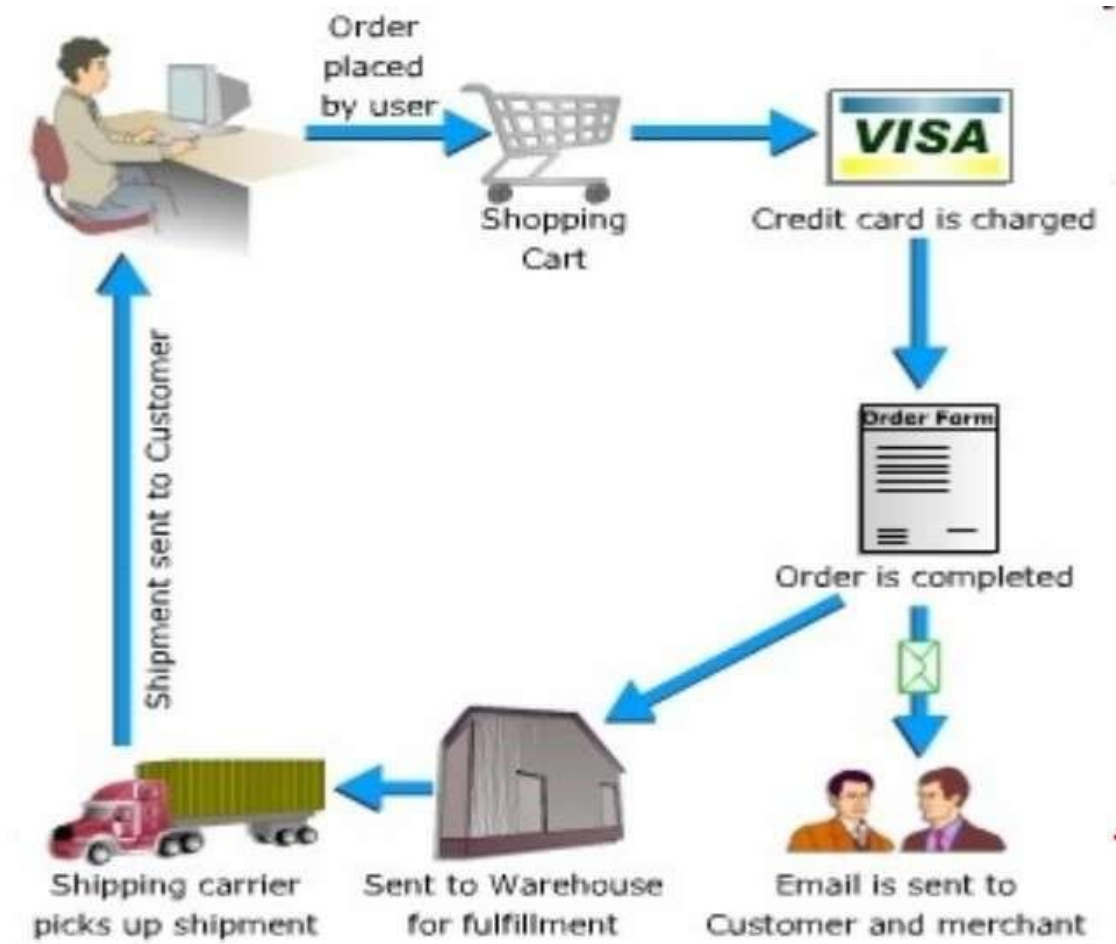 Order
placed
by user
VISA
Shopping
Cart
Credit card is charged
Order Form
Order is completed
Shipment sent to Customer
Shipping carrier
picks up shipment
Sent to Warehouse
for fulfillment
Email is sent to
Customer and merchant